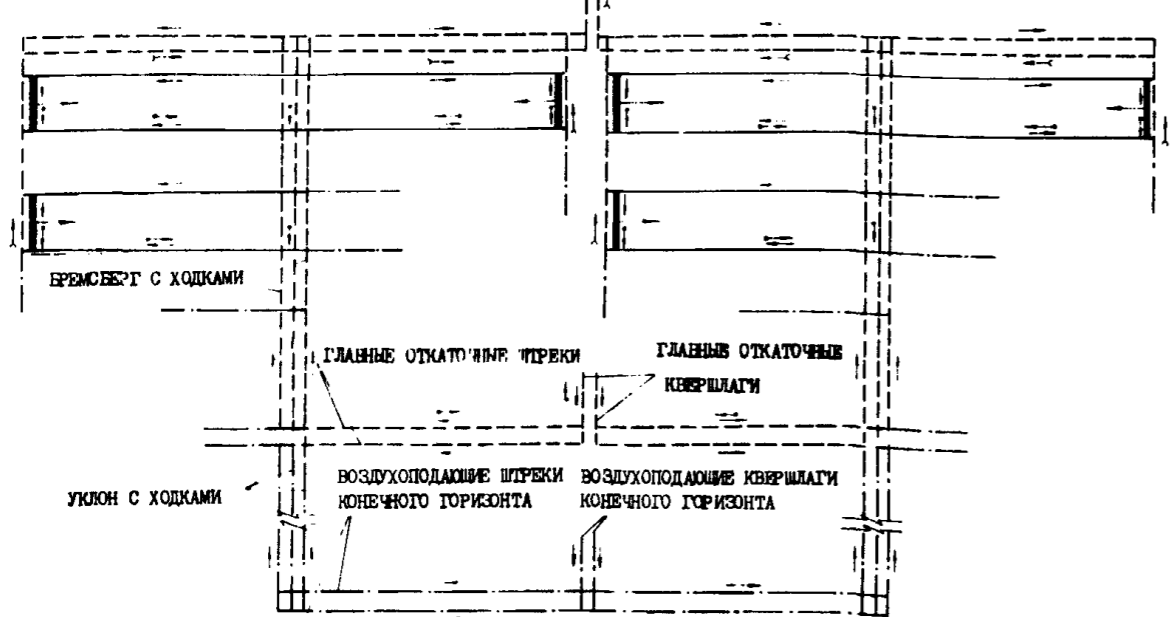 БРЕМСБЕРГ С ХОДКАМИ
ГЛАВНЫЕ ОТКАТОЧНЫЕ ШТРЕКИ
ГЛАВНЫЕ ОТКАТОЧНЫЕ
КВЕРШЛАГИ
УКЛОН С ХОДКАМИ
ВОЗДУХОПОДАЮЩИЕ ШТРЕКИ
КОНЕЧНОГО ГОРИЗОНТА
ВОЗДУХОПОДАЮЩИЕ КВЕРШЛАГИ
КОНЕЧНОГО ГОРИЗОНТА